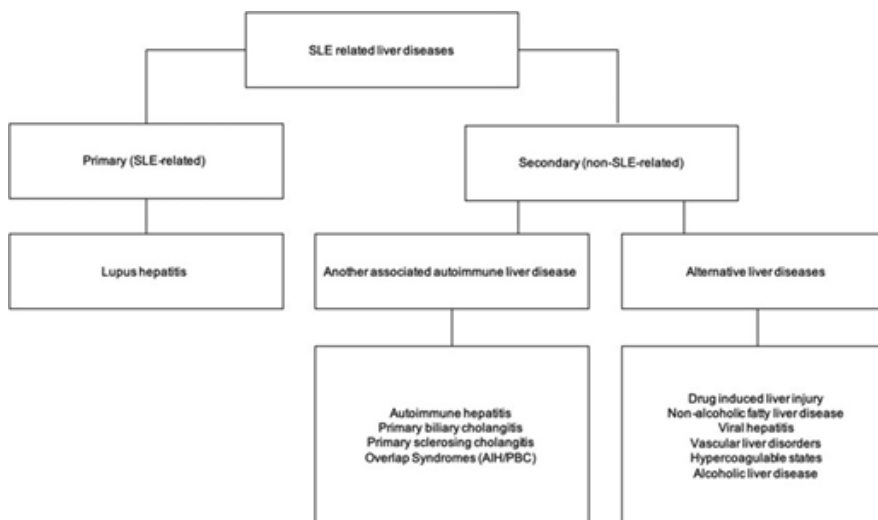 SLE related liver diseases
Primary (SLE-related)
Secondary (non-SLE-related)
Lupus hepatitis
Another associated autoimmune liver disease
Alternative liver diseases
Autoimmune hepatitis
Primary biliary cholangitis
Primary sclerosing cholangitis
Overlap Syndromes (AIH/PBC)
Drug induced liver injury
Non-alcoholic fatty liver disease
Viral hepatitis
Vascular liver disorders
Hypercoagulable states
Alcoholic liver disease